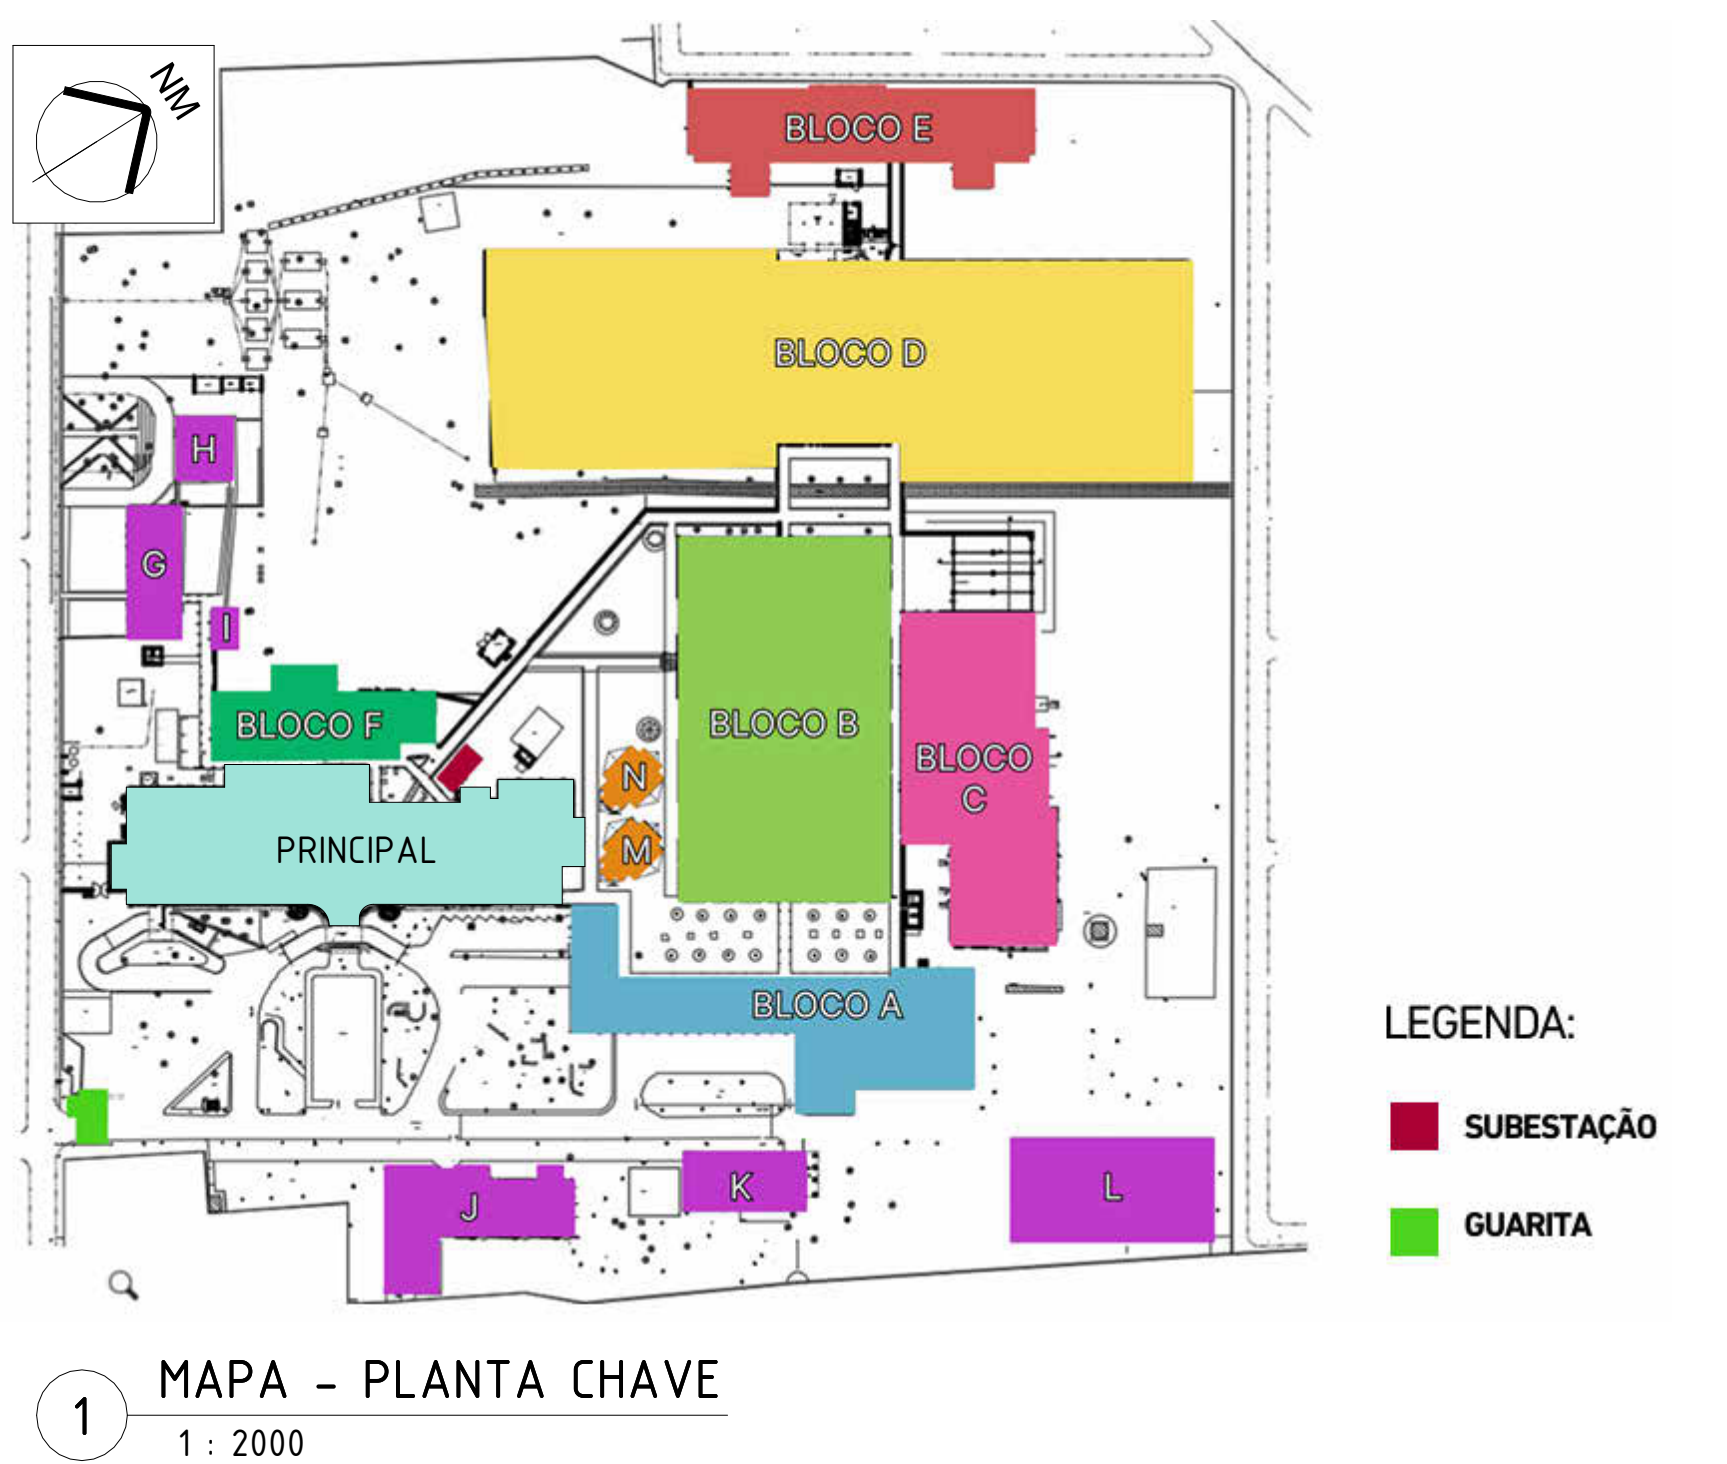 NM
BLOCO E
BLOCO D
H
G
I
BLOCO F
BLOCO B
BLOCO
C
N
M
PRINCIPAL
BLOCO A
J
K
L
LEGENDA:
SUBESTAÇÃO
GUARITA
1
MAPA - PLANTA CHAVE
1 : 2000